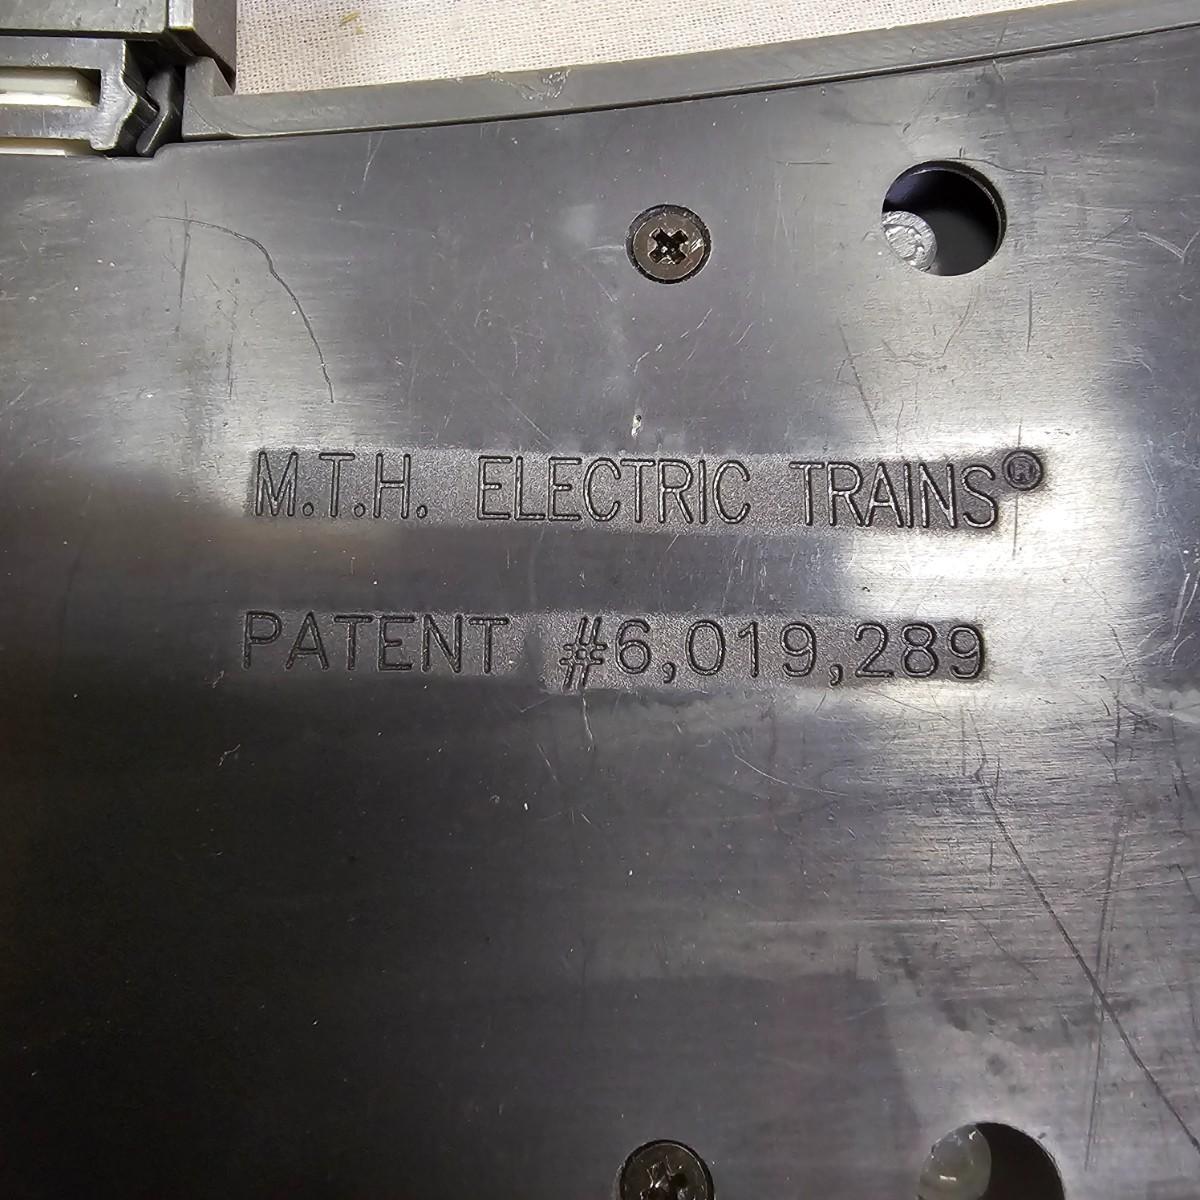 M.T.H. ELECTRIC TRAINS®
PATENT #6,019,289